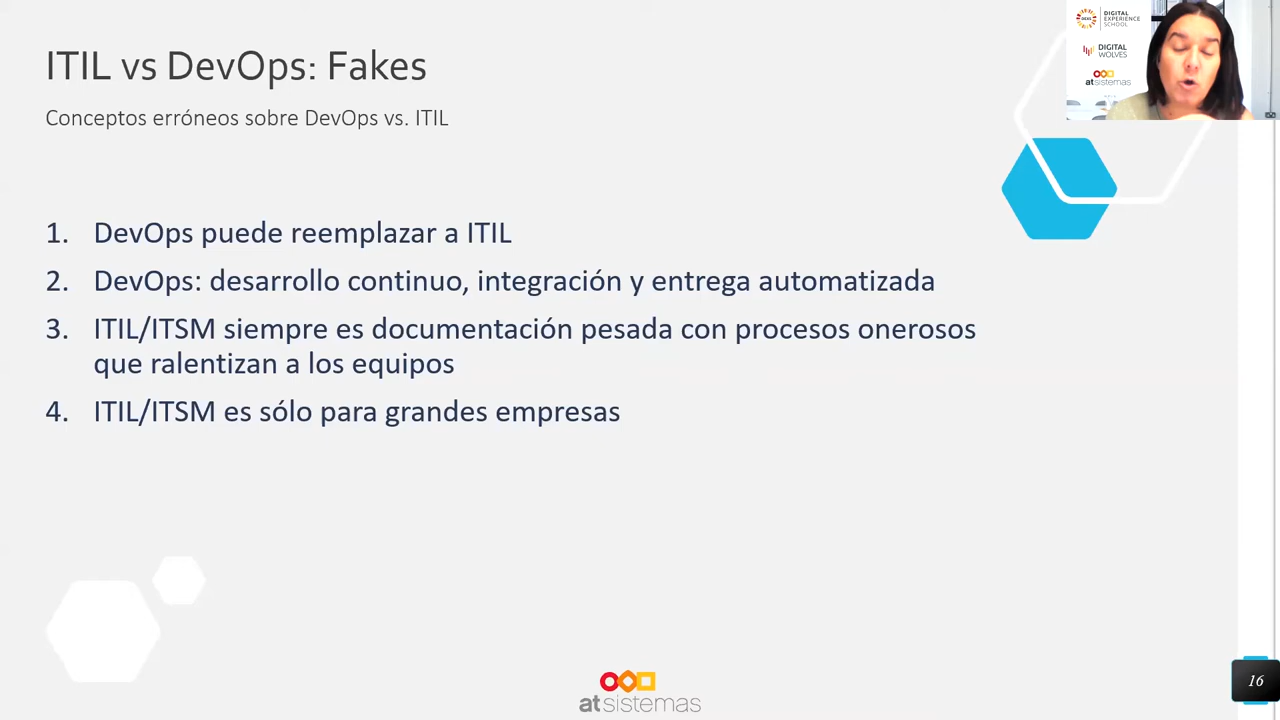 ITIL vs DevOps: Fakes
Conceptos erróneos sobre DevOps vs. ITIL
DIGITAL
EXPERIENCE
SCHOOL
DIGITAL
WOLVES
atsistemas
1. DevOps puede reemplazar a ITIL
2. DevOps: desarrollo continuo, integración y entrega automatizada
3. ITIL/ITSM siempre es documentación pesada con procesos onerosos
que ralentizan a los equipos
4. ITIL/ITSM es sólo para grandes empresas
atsistemas
16